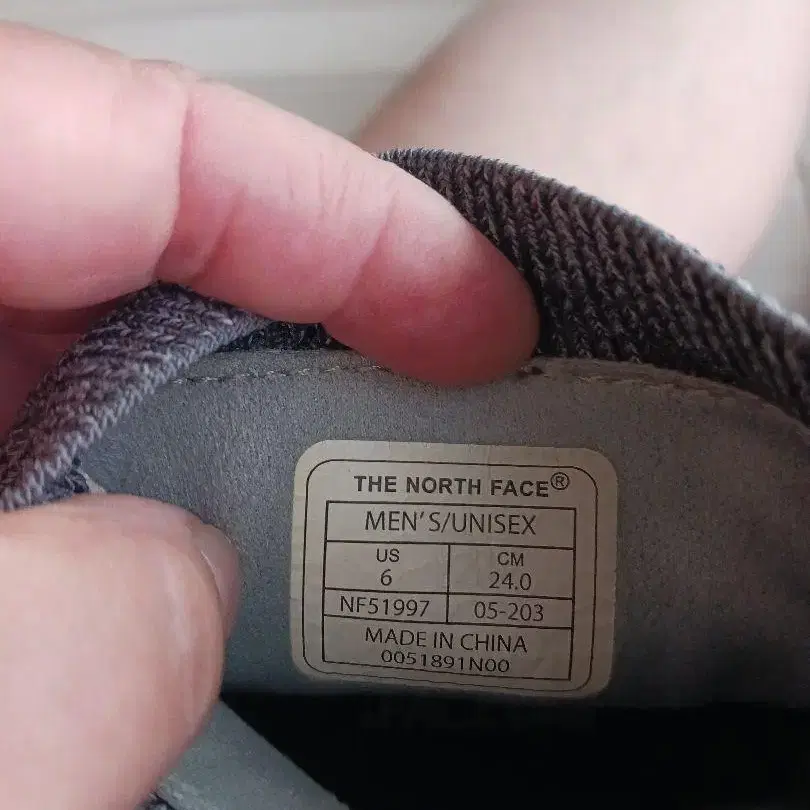 THE NORTH FACE®
MEN'S/UNISEX
US CM
6 24.0
NF51997 05-203
MADE IN CHINA
0051891N00